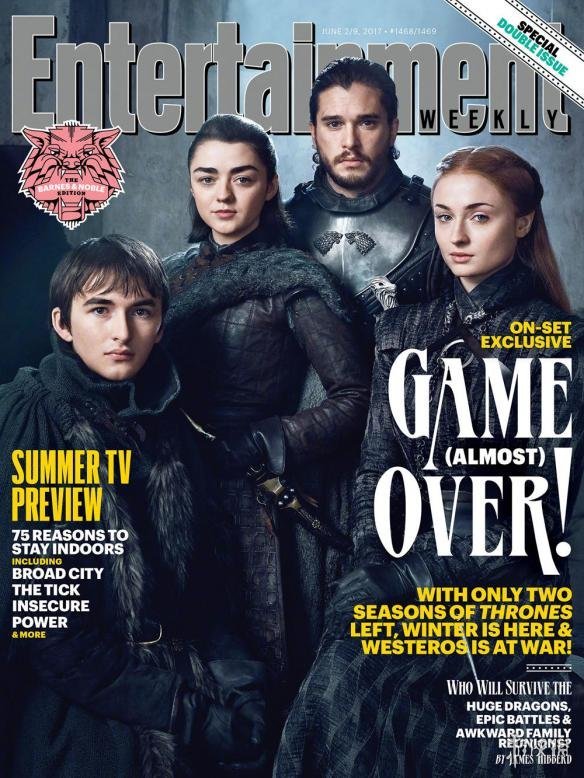 SPECIAL
DOUBLE ISSUE
JUNE 2/9, 2017 • #1468/1469
Entertainment
WEEKLY
THE
BARNES & NOBLE
EDITION
ON-SET
EXCLUSIVE
GAME
(ALMOST)
OVER!
SUMMER TV
PREVIEW
75 REASONS TO
STAY INDOORS
INCLUDING
BROAD CITY
THE TICK
INSECURE
POWER
& MORE
WITH ONLY TWO
SEASONS OF THRONES
LEFT, WINTER IS HERE &
WESTEROS IS AT WAR!
WHO WILL SURVIVE THE
HUGE DRAGONS,
EPIC BATTLES &
AWKWARD FAMILY
REUNIONS?
BY JAMES HIBBERD